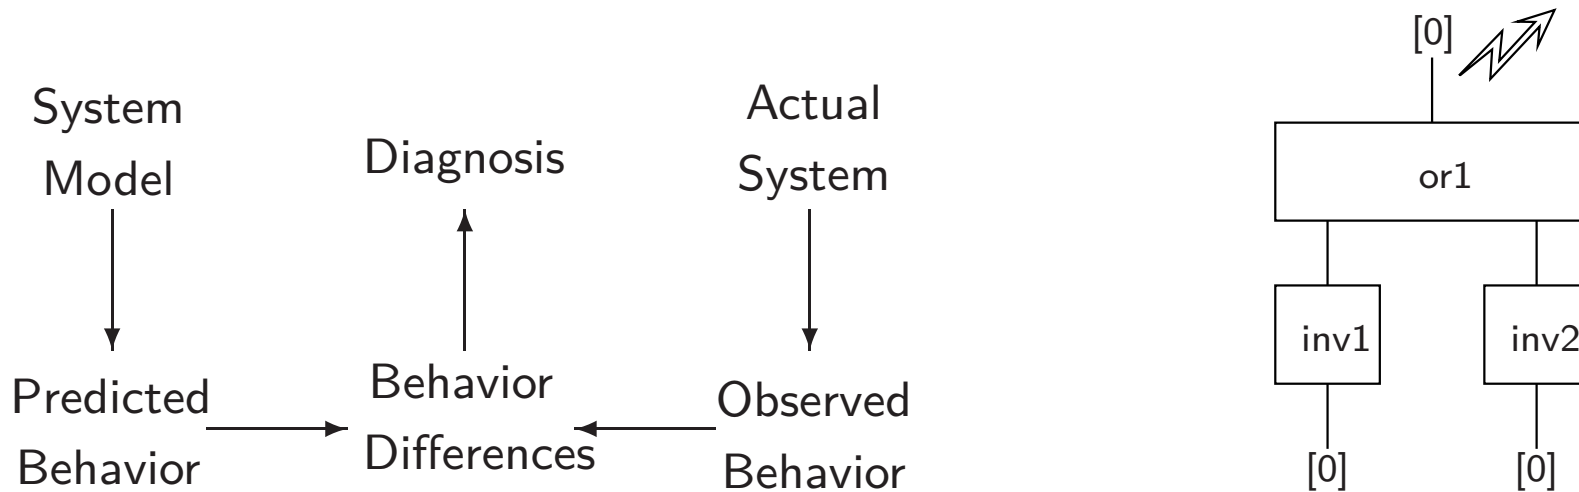 System
Model
Diagnosis
Actual
System
Predicted
Behavior
Behavior
Differences
Observed
Behavior
[0]
or1
inv1
inv2
[0]
[0]